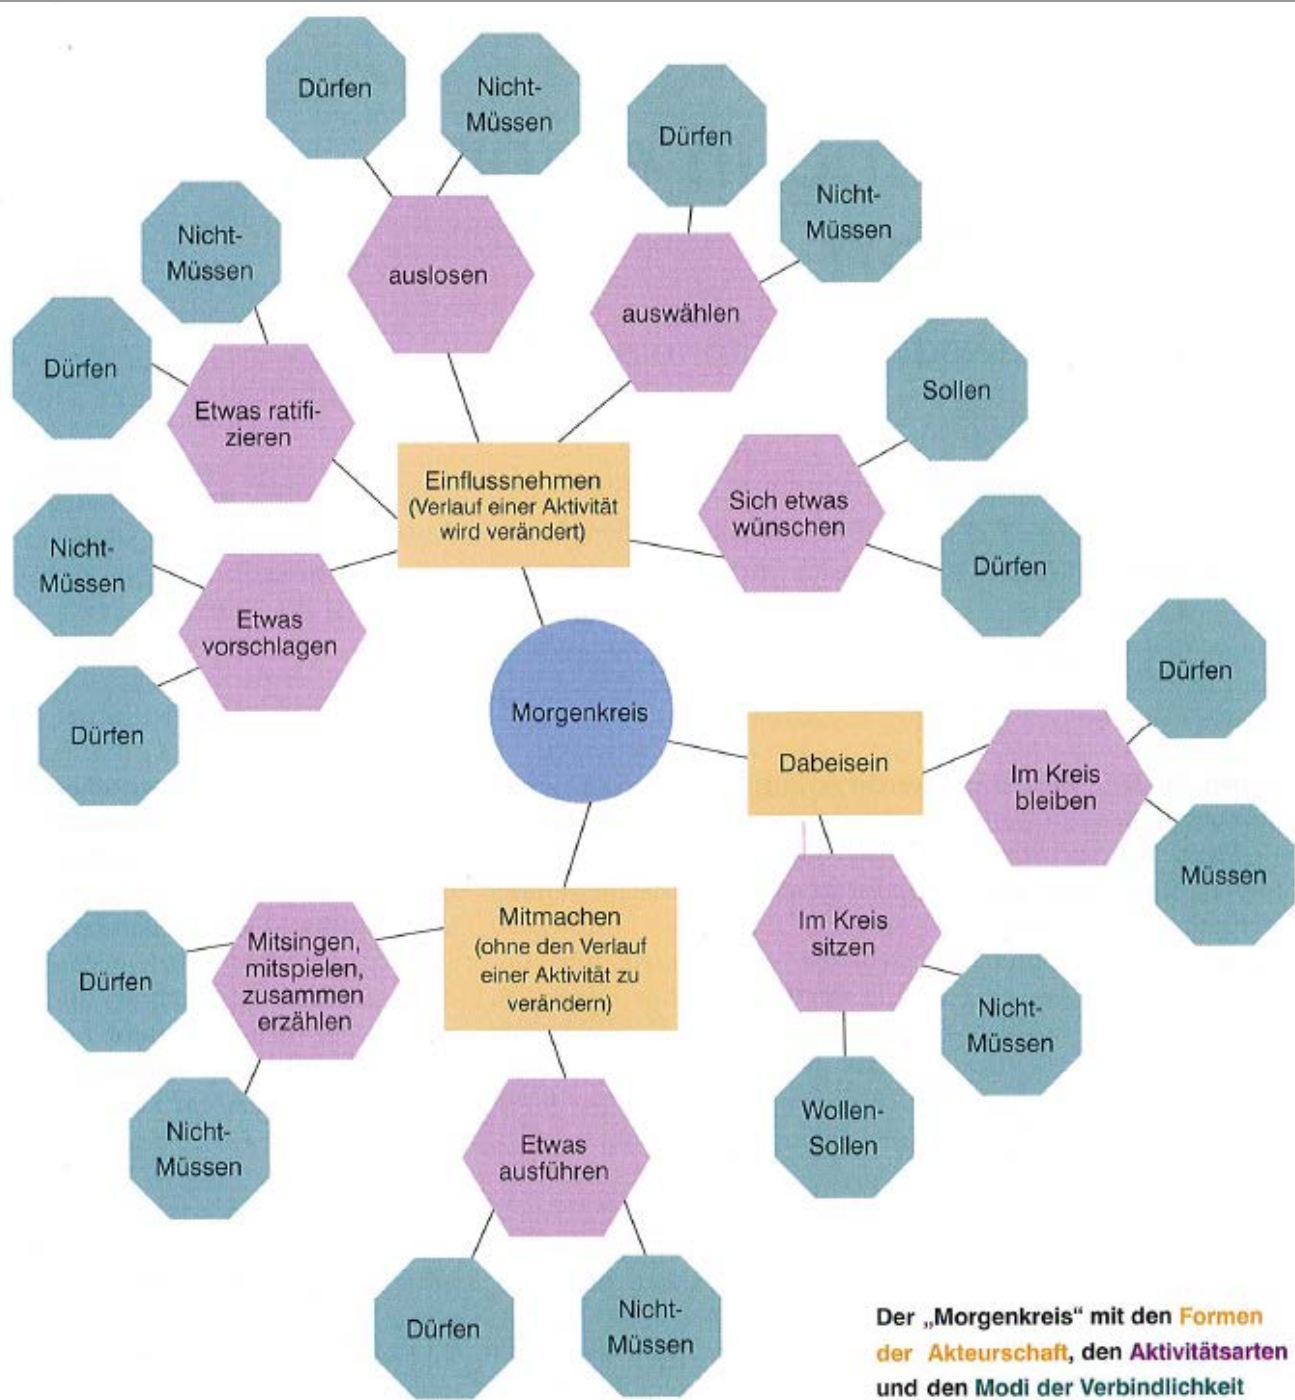 Dürfen
Nicht-
Müssen
Dürfen
Nicht-
Müssen
Nicht-
Müssen
auslosen
auswählen
Dürfen
Etwas ratifi-
zieren
Sollen
Einflussnehmen
(Verlauf einer Aktivität
wird verändert)
Sich etwas
wünschen
Nicht-
Müssen
Dürfen
Etwas
vorschlagen
Dürfen
Morgenkreis
Dabeisein
Im Kreis
bleiben
Dürfen
Müssen
Mitmachen
(ohne den Verlauf
einer Aktivität zu
verändern)
Im Kreis
sitzen
Mitsingen,
mitspielen,
zusammen
erzählen
Dürfen
Nicht-
Müssen
Nicht-
Müssen
Wollen-
Sollen
Etwas
ausführen
Dürfen
Nicht-
Müssen
Der „Morgenkreis“ mit den Formen
der Akteurschaft, den Aktivitätsarten
und den Modi der Verbindlichkeit